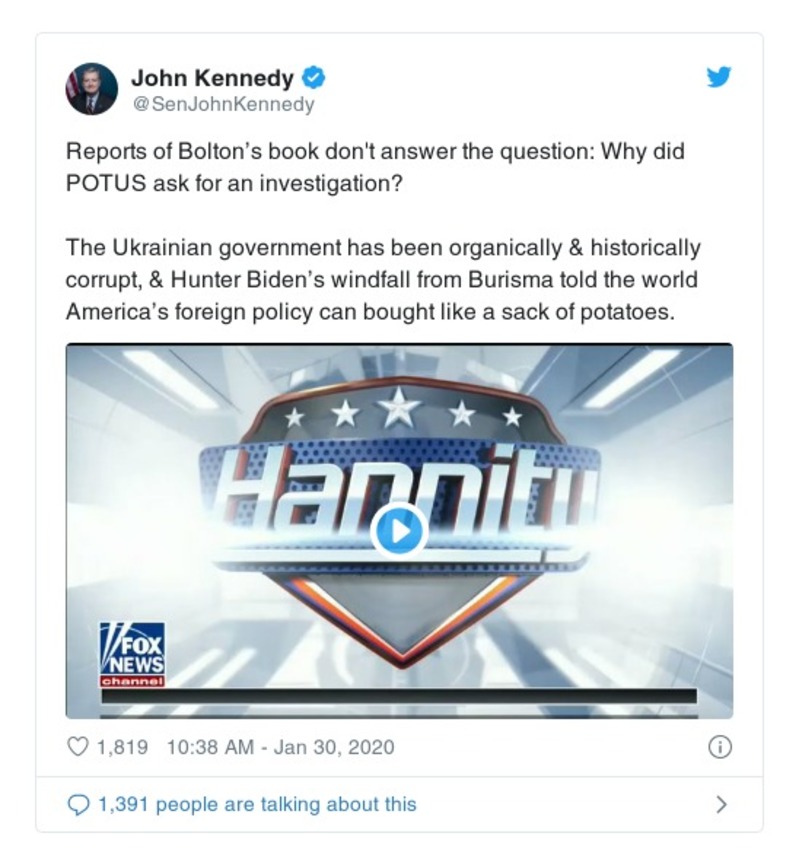 John Kennedy
@SenJohnKennedy
Reports of Bolton's book don't answer the question: Why did
POTUS ask for an investigation?
The Ukrainian government has been organically & historically
corrupt, & Hunter Biden's windfall from Burisma told the world
America's foreign policy can bought like a sack of potatoes.
Hannity
FOX
NEWS
channel
1,819 10:38 AM - Jan 30, 2020
1,391 people are talking about this